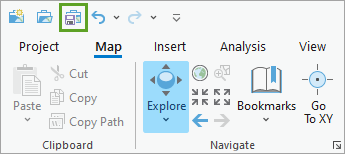 Project Map Insert Analysis View
Paste
Cut
Copy
Copy Path
Clipboard
Explore
Bookmarks
Go
To XY
Navigate